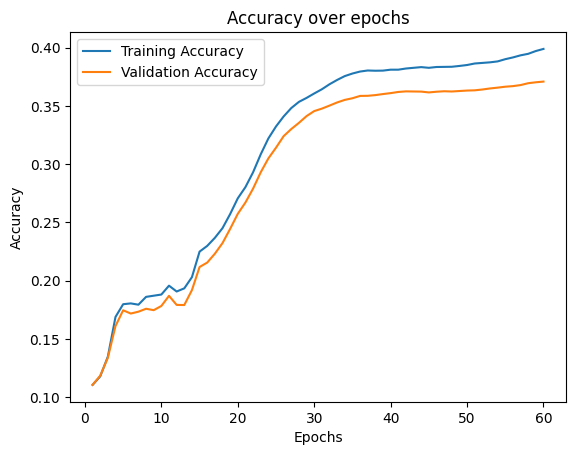 Accuracy over epochs
Training Accuracy
Validation Accuracy
Accuracy
0.40
0.35
0.30
0.25
0.20
0.15
0.10
0 10 20 30 40 50 60
Epochs